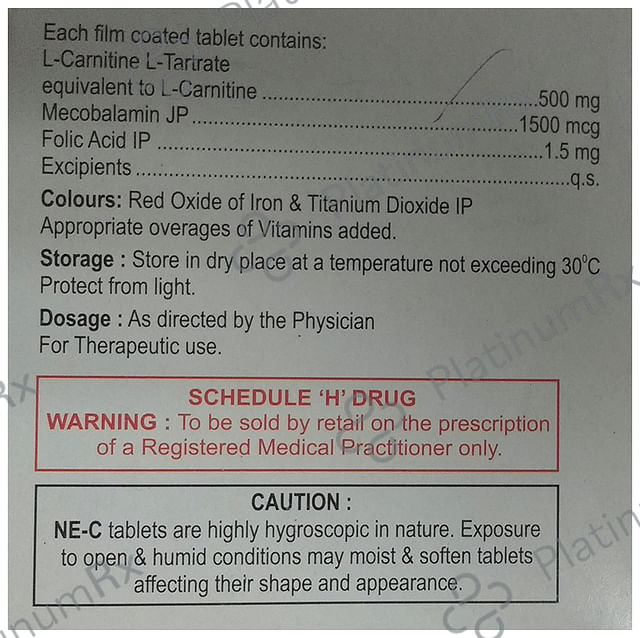 Each film coated tablet contains:
L-Carnitine L-Tartrate
equivalent to L-Carnitine ..................................................500 mg
Mecobalamin JP..........................................................1500 mcg
Folic Acid IP ....................................................................1.5 mg
Excipients .............................................................................q.s.
Colours: Red Oxide of Iron & Titanium Dioxide IP
Appropriate overages of Vitamins added.
Storage : Store in dry place at a temperature not exceeding 30⁰C
Protect from light.
Dosage : As directed by the Physician
For Therapeutic use.
SCHEDULE ‘H’ DRUG
WARNING : To be sold by retail on the prescription
of a Registered Medical Practitioner only.
CAUTION :
NE-C tablets are highly hygroscopic in nature. Exposure
to open & humid conditions may moist & soften tablets
affecting their shape and appearance.
PlatinumRx